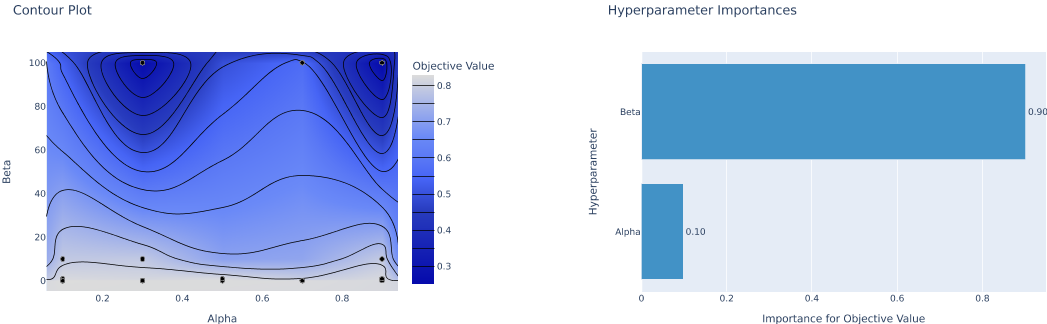 Contour Plot
Hyperparameter Importances
Objective Value
100
80
60
40
20
0
Beta
0.2
0.4
0.6
0.8
Alpha
0.8
0.7
0.6
0.5
0.4
0.3
Hyperparameter
Beta
0.90
Alpha
0.10
0
0.2
0.4
0.6
0.8
Importance for Objective Value